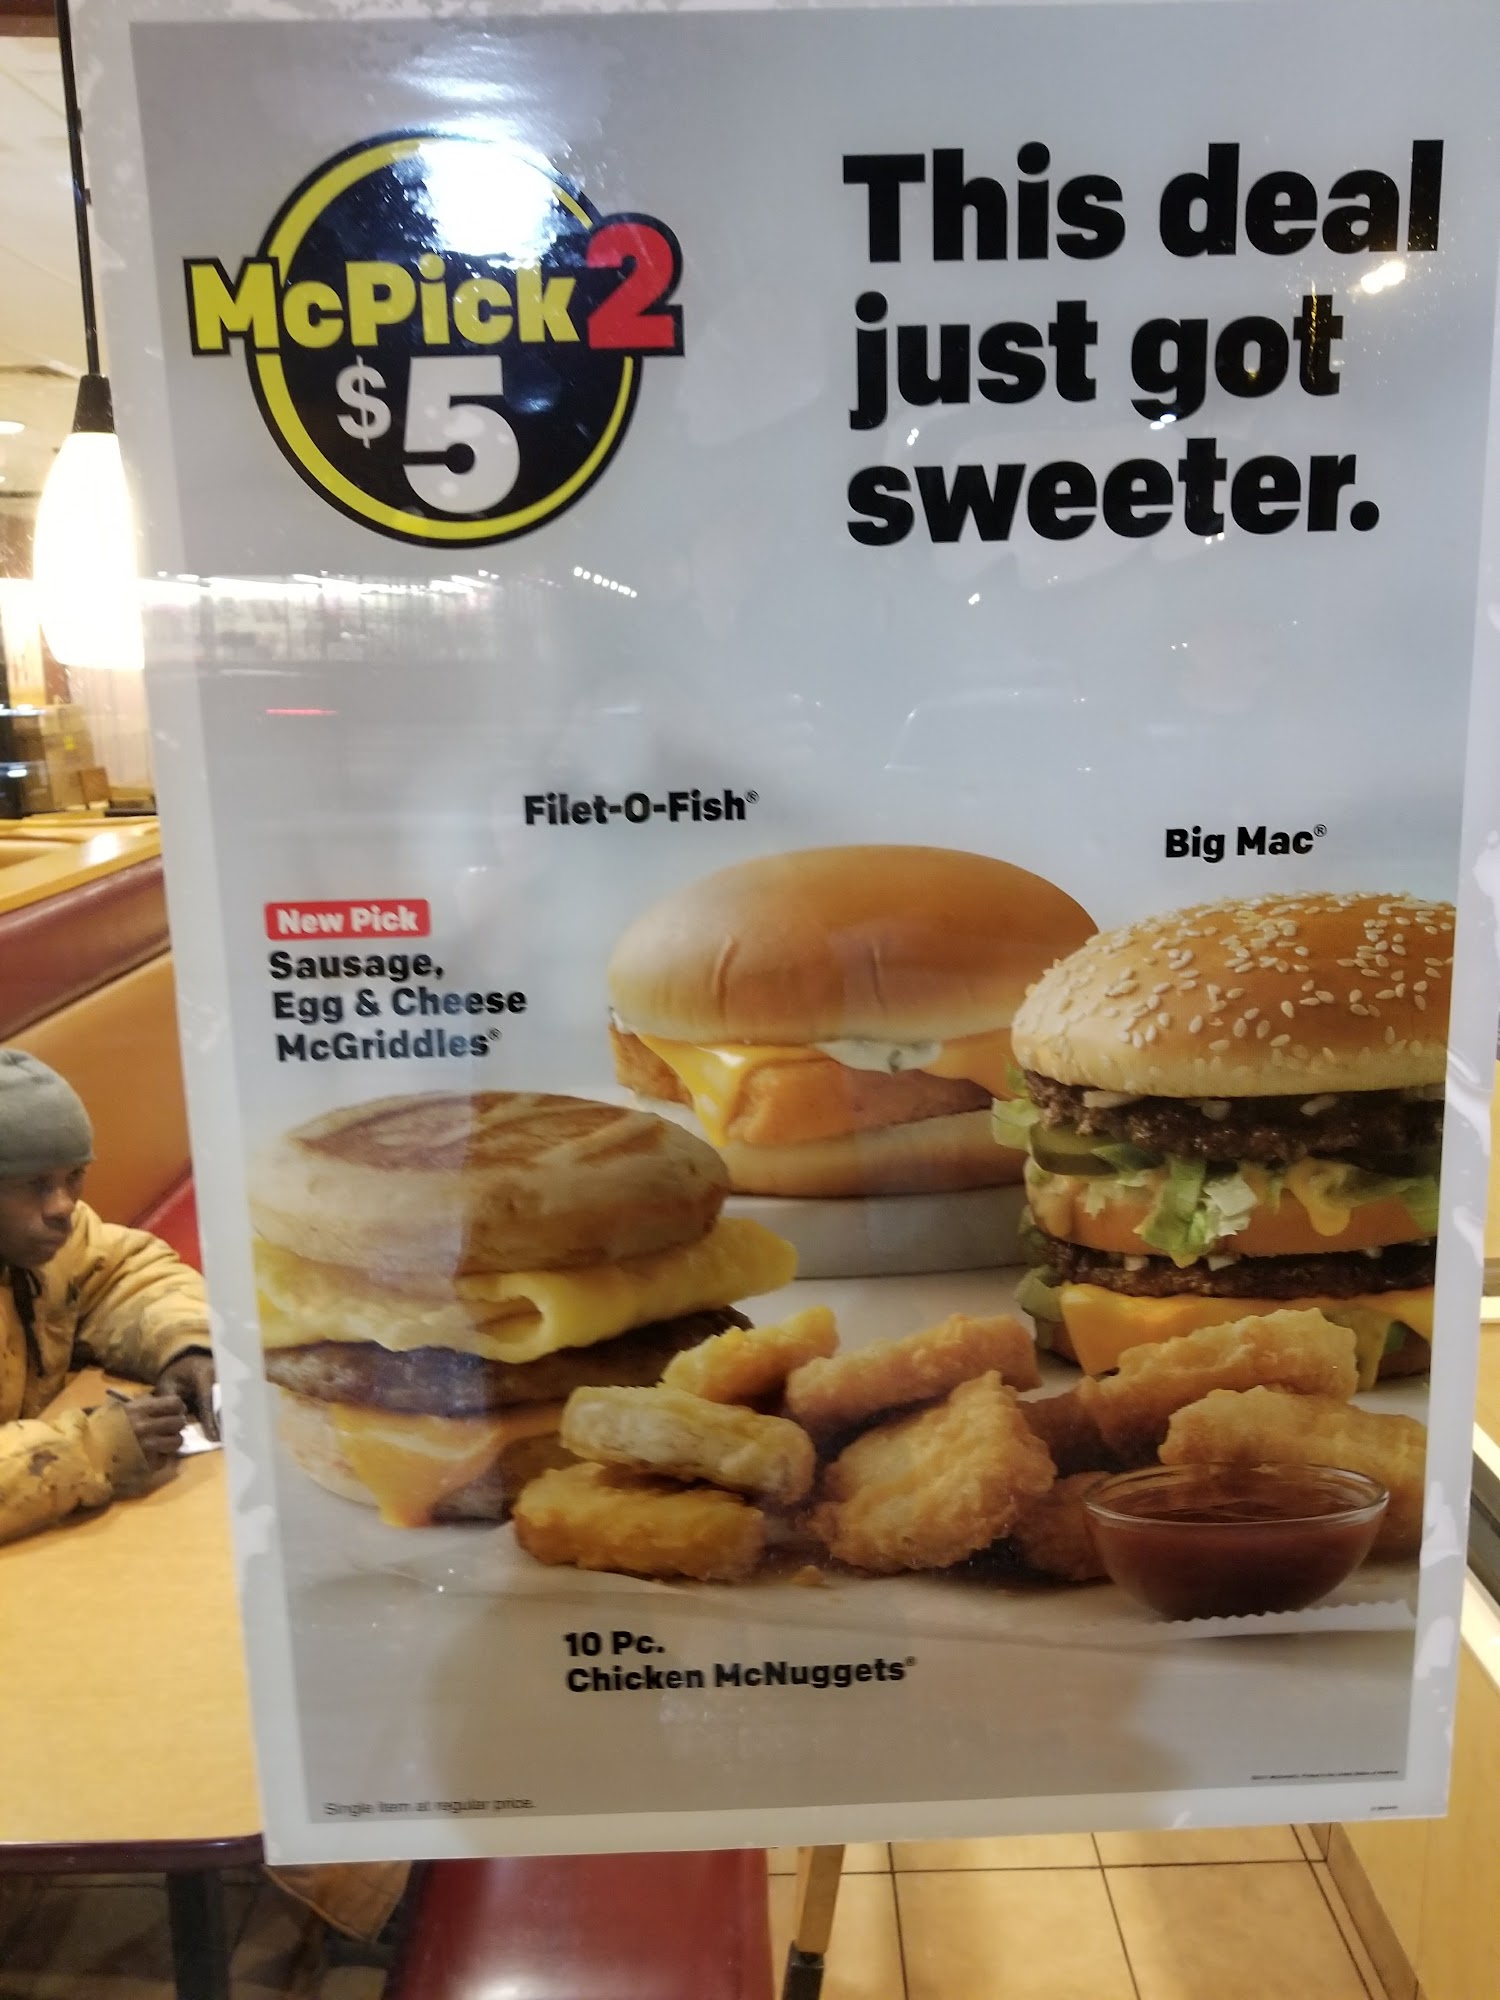 McPick 2
$5
This deal
just got
sweeter.
Filet-O-Fish®
Big Mac®
New Pick
Sausage,
Egg & Cheese
McGriddles®
10 Pc.
Chicken McNuggets®
Single item at regular price.